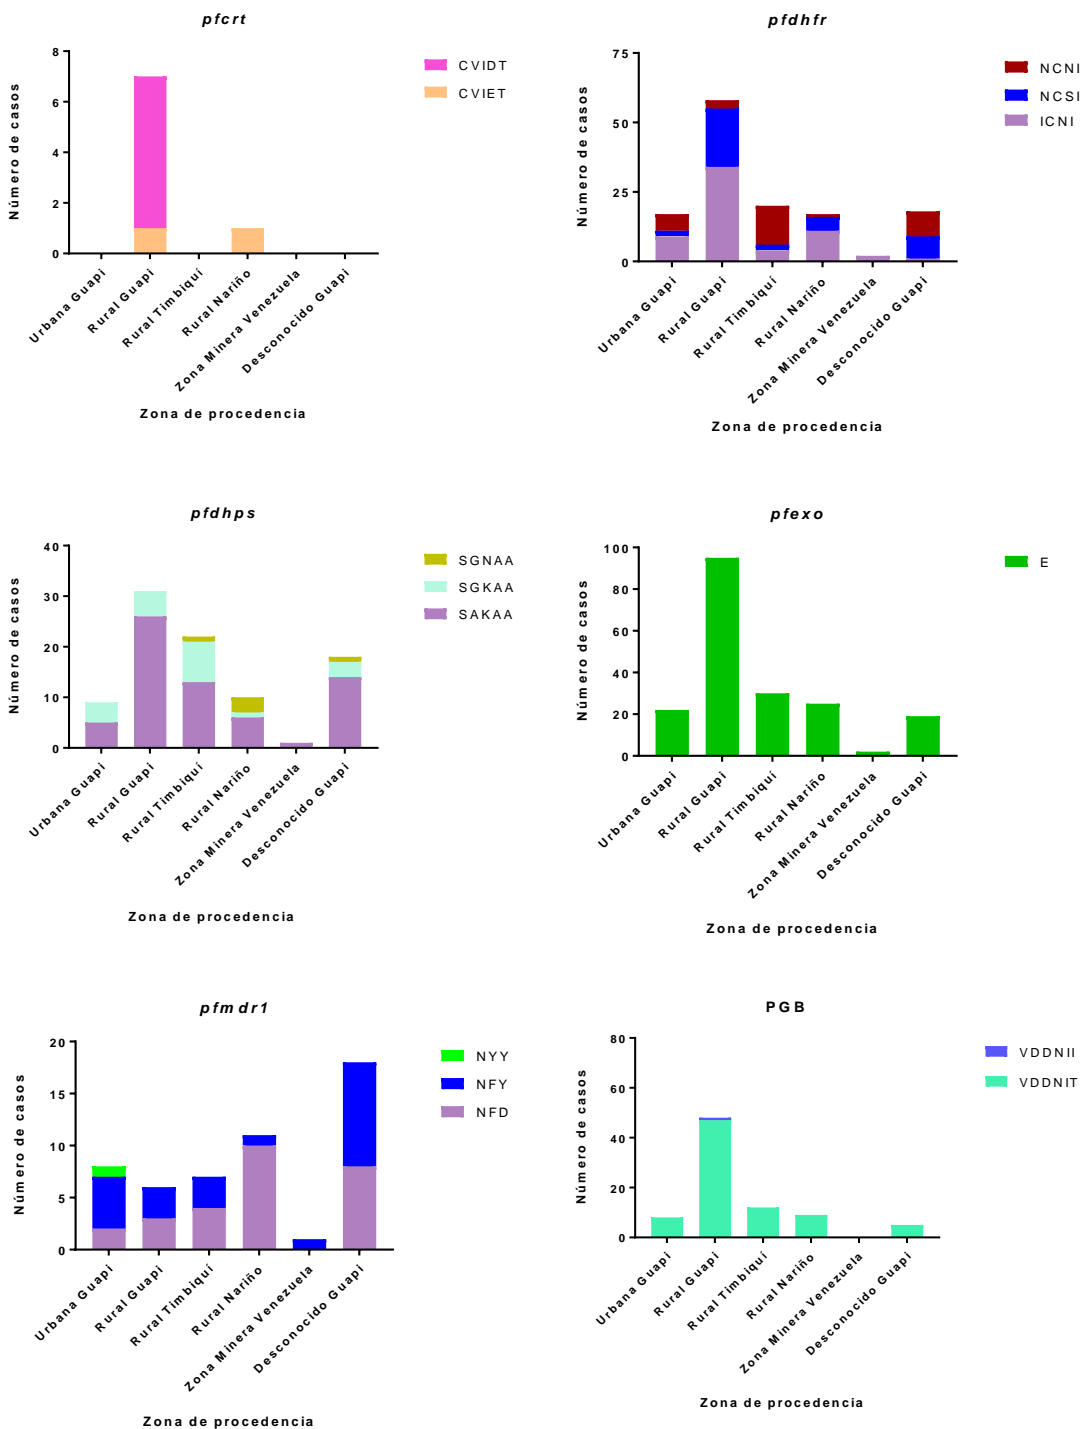 pfcrt
Número de casos
8
6
4
2
0
Urbana Guapi
Rural Guapi
Rural Timbiquí
Rural Nariño
Zona Minera Venezuela
Desconocido Guapi
Zona de procedencia
CVIDT
CVIET
pfdhfr
Número de casos
75
50
25
0
Urbana Guapi
Rural Guapi
Rural Timbiquí
Rural Nariño
Zona Minera Venezuela
Desconocido Guapi
Zona de procedencia
NCNI
NCSI
ICNI
pfdhps
Número de casos
40
30
20
10
0
Urbana Guapi
Rural Guapi
Rural Timbiquí
Rural Nariño
Zona Minera Venezuela
Desconocido Guapi
Zona de procedencia
SGNAA
SGKAA
SAKAA
pfexo
Número de casos
100
80
60
40
20
0
Urbana Guapi
Rural Guapi
Rural Timbiquí
Rural Nariño
Zona Minera Venezuela
Desconocido Guapi
Zona de procedencia
E
pfmdr1
Número de casos
20
15
10
5
0
Urbana Guapi
Rural Guapi
Rural Timbiquí
Rural Nariño
Zona Minera Venezuela
Desconocido Guapi
Zona de procedencia
NYY
NFY
NFD
PGB
Número de casos
80
60
40
20
0
Urbana Guapi
Rural Guapi
Rural Timbiquí
Rural Nariño
Zona Minera Venezuela
Desconocido Guapi
Zona de procedencia
VDDNII
VDDNIT